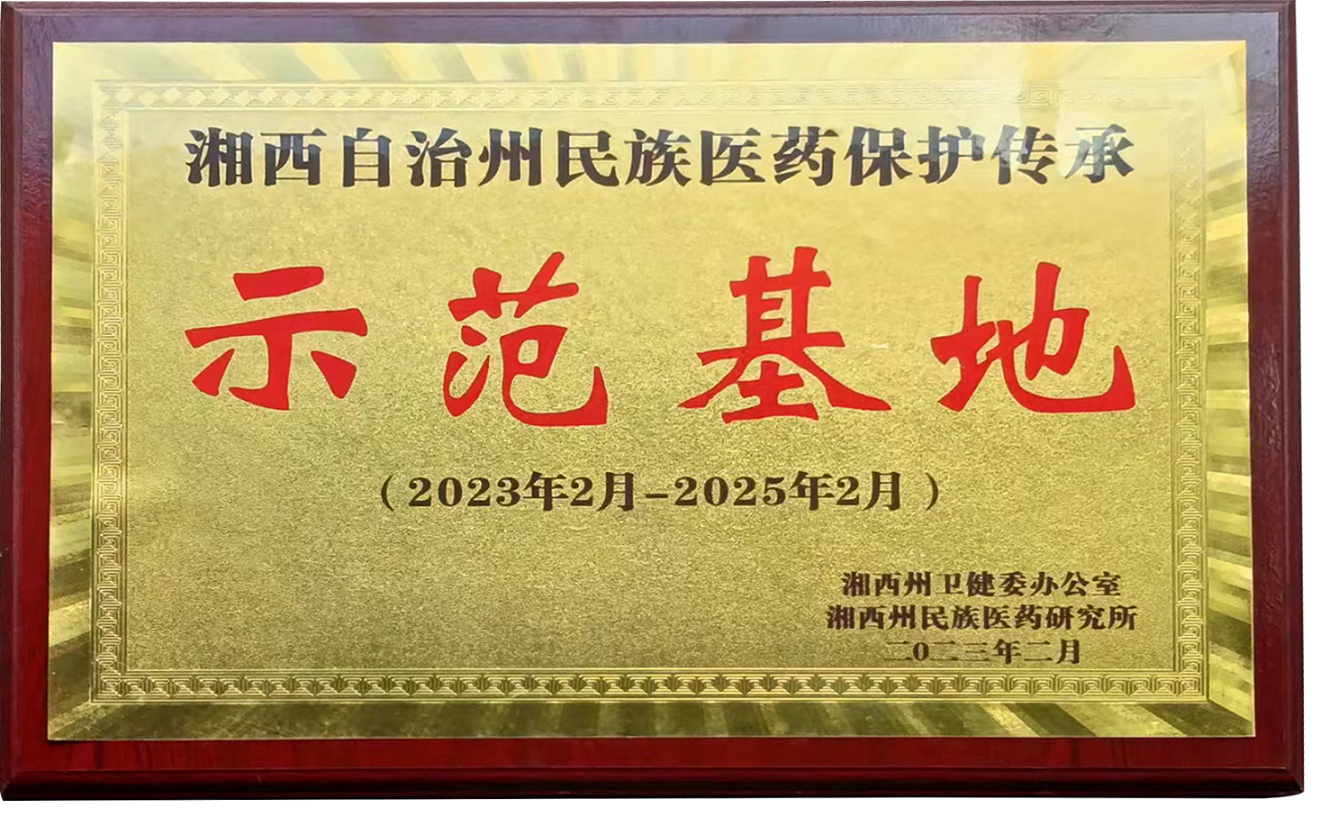 湘西自治州民族医药保护传承
示范基地
（2023年2月-2025年2月）
湘西州卫健委办公室
湘西州民族医药研究所
二0二三年二月